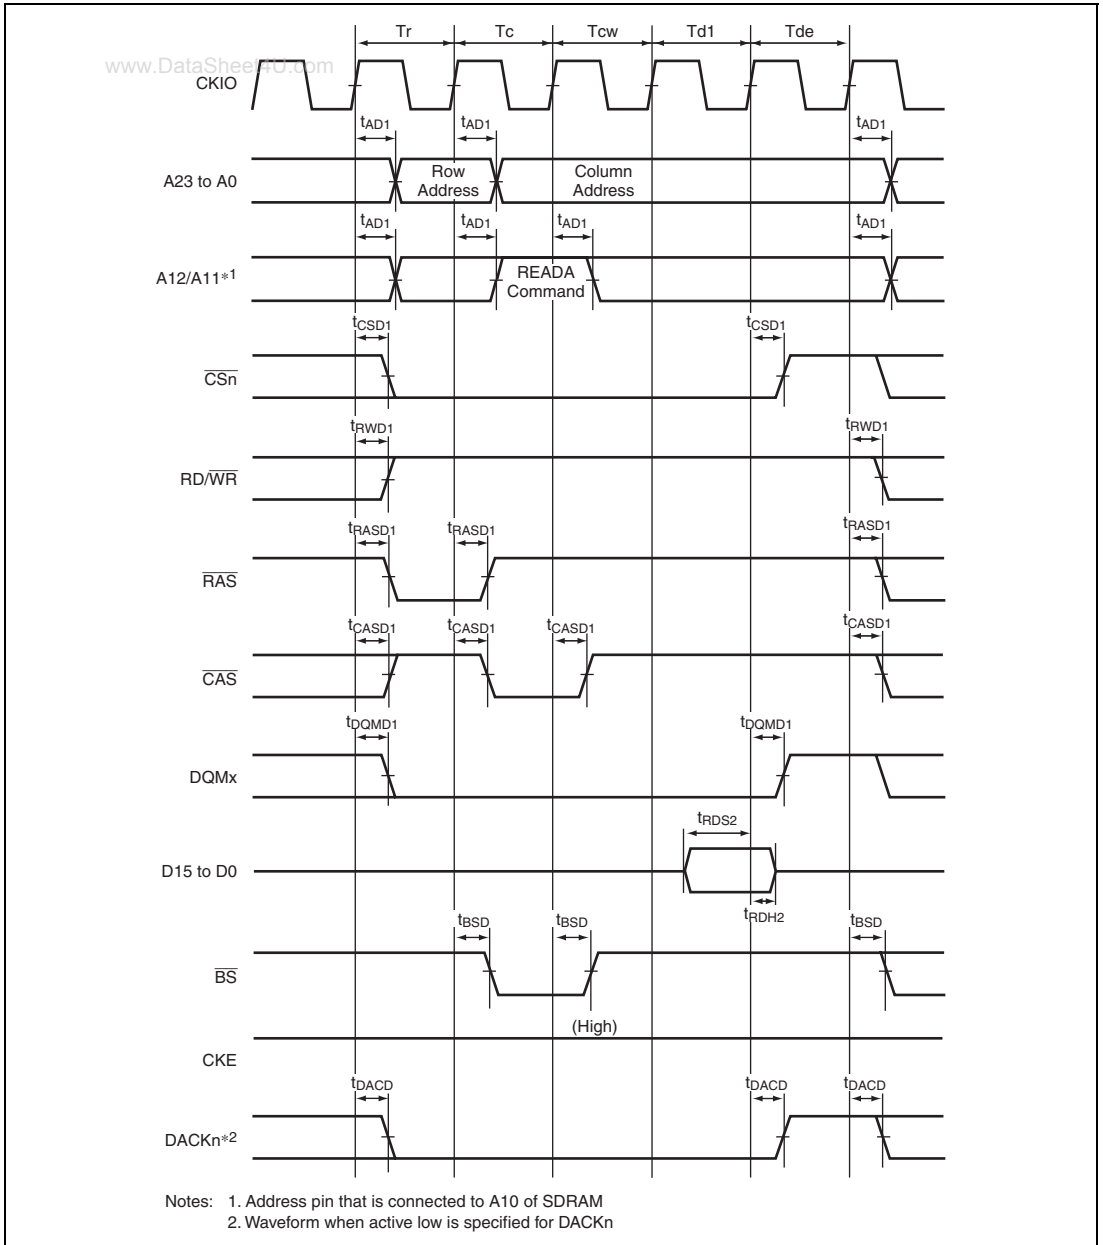 Tr Tc Tcw Td1 Tde
www.DataSheet4U.com
CKIO
tAD1 tAD1 tAD1
A23 to A0 Row Address Column Address
tAD1 tAD1 tAD1 tAD1
A12/A11*1 READA Command
tCSD1 tCSD1
CSn
tRWD1 tRWD1
RD/WR
tRASD1 tRASD1 tRASD1
RAS
tCASD1 tCASD1 tCASD1 tCASD1
CAS
tDQMD1 tDQMD1
DQMx
tRDS2
D15 to D0
tRDH2
tBSD tBSD tBSD
BS
(High)
CKE
tDACD tDACD tDACD
DACKn*2
Notes: 1. Address pin that is connected to A10 of SDRAM
2. Waveform when active low is specified for DACKn